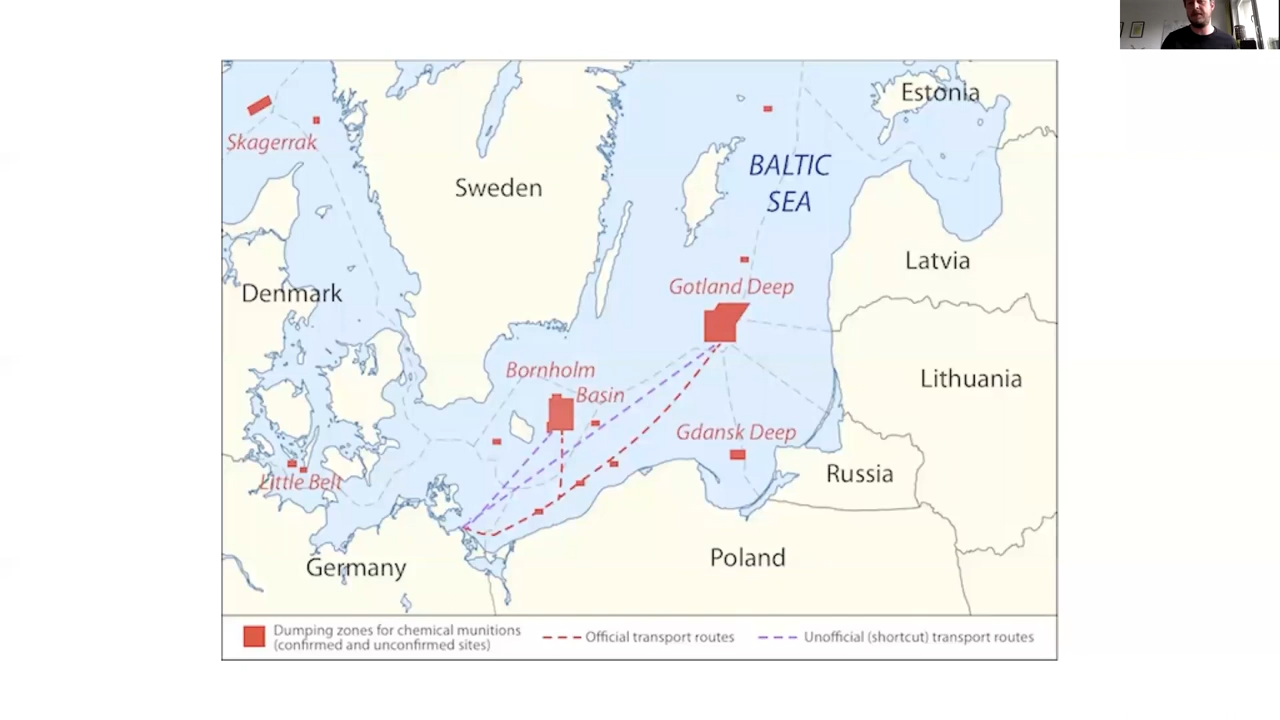 Estonia
Skagerrak
BALTIC
SEA
Sweden
Latvia
Gotland Deep
Denmark
Bornholm
Basin
Lithuania
Gdansk Deep
Little Belt
Russia
Germany
Poland
Dumping zones for chemical munitions
(confirmed and unconfirmed sites)
Official transport routes
Unofficial (shortcut) transport routes